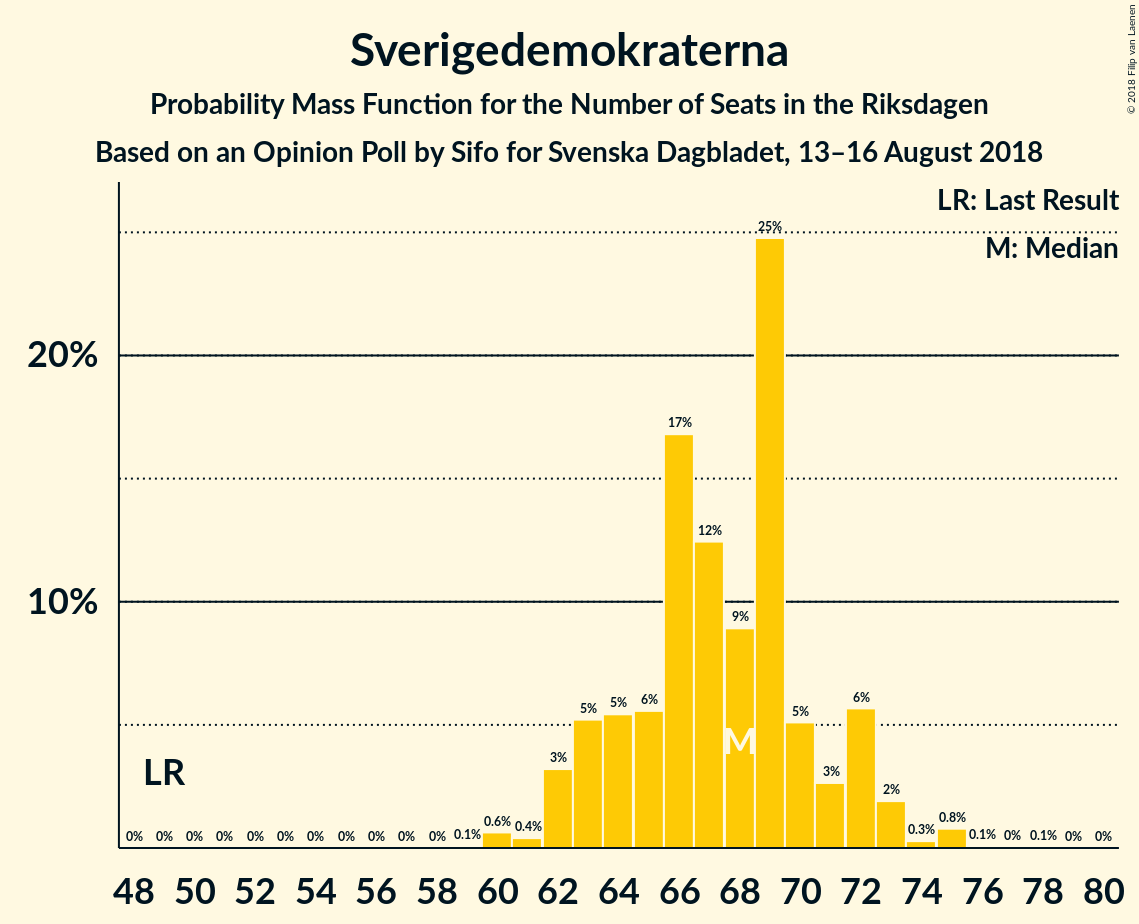 Sverigedemokraterna
Probability Mass Function for the Number of Seats in the Riksdagen
Based on an Opinion Poll by Sifo for Svenska Dagbladet, 13–16 August 2018
© 2018 Filip van Laenen
LR: Last Result
M: Median
20%
10%
LR
M
0% 0% 0% 0% 0% 0% 0% 0% 0% 0% 0% 0.1% 0.6% 0.4% 3% 5% 5% 6% 17% 12% 9% 25% 5% 3% 6% 2% 0.3% 0.8% 0.1% 0% 0.1% 0% 0%
48 50 52 54 56 58 60 62 64 66 68 70 72 74 76 78 80